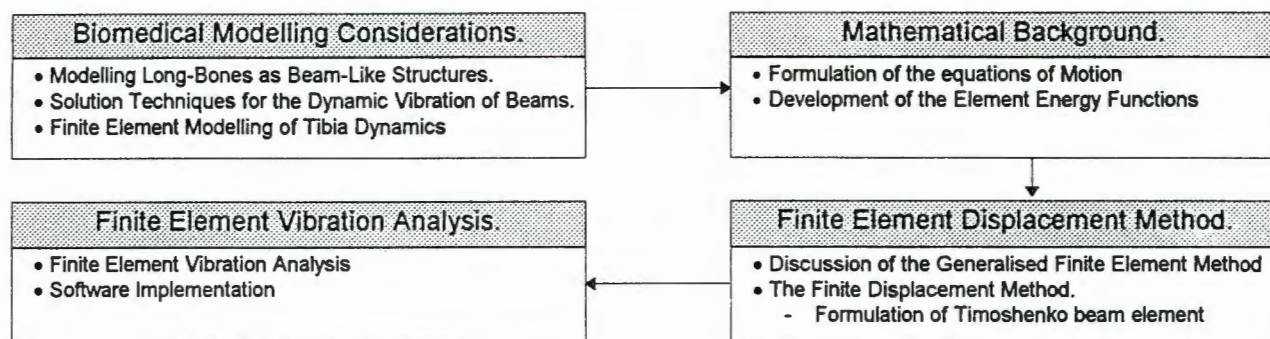 Biomedical Modelling Considerations.
• Modelling Long-Bones as Beam-Like Structures.
• Solution Techniques for the Dynamic Vibration of Beams.
• Finite Element Modelling of Tibia Dynamics
Mathematical Background.
• Formulation of the equations of Motion
• Development of the Element Energy Functions
Finite Element Displacement Method.
• Discussion of the Generalised Finite Element Method
• The Finite Displacement Method.
- Formulation of Timoshenko beam element
Finite Element Vibration Analysis.
• Finite Element Vibration Analysis
• Software Implementation